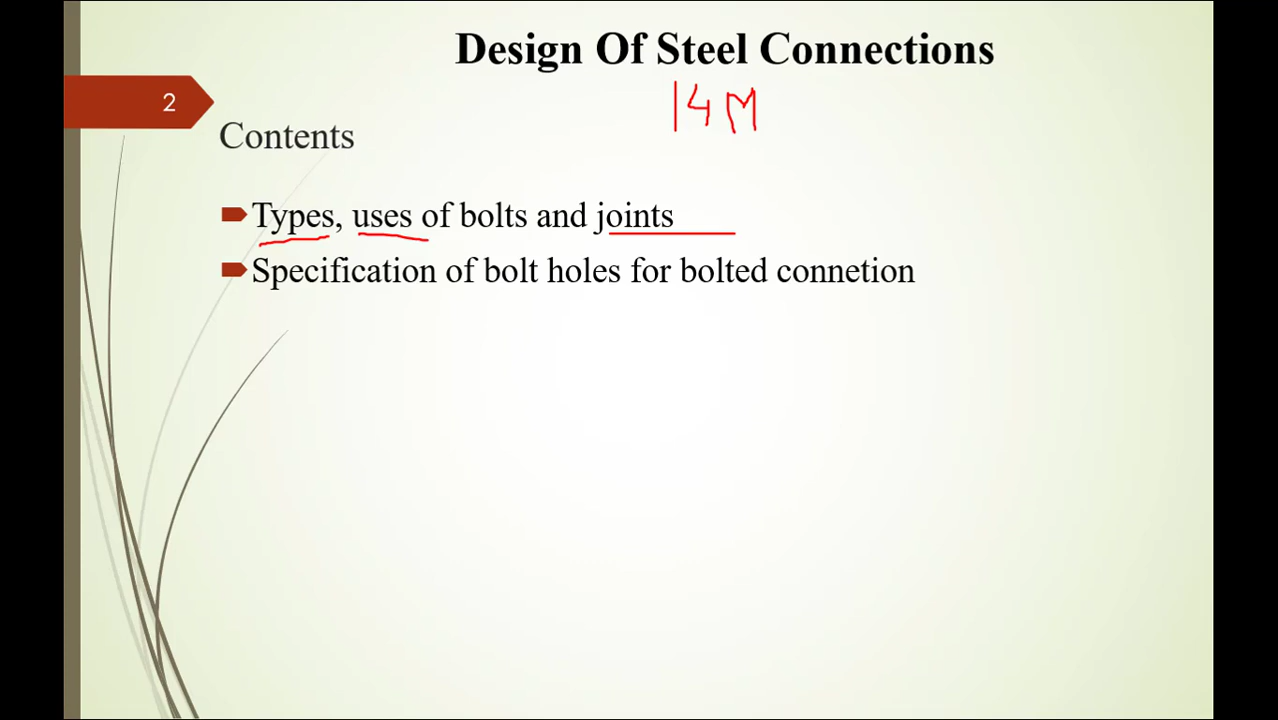 Design Of Steel Connections
14 M
2
Contents
Types, uses of bolts and joints
Specification of bolt holes for bolted connetion